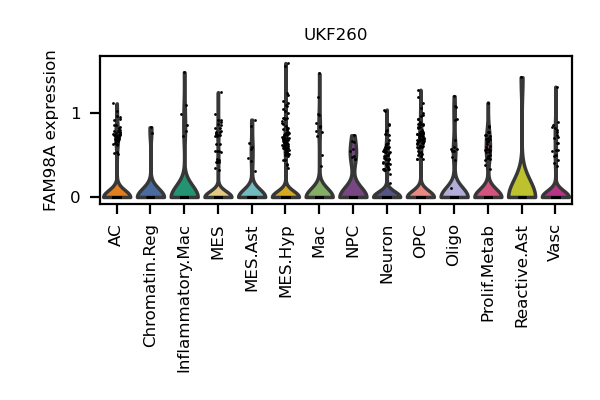 UKF260
FAM98A expression
1
0
AC
Chromatin.Reg
Inflammatory.Mac
MES
MES.Ast
MES.Hyp
Mac
NPC
Neuron
OPC
Oligo
Prolif.Metab
Reactive.Ast
Vasc